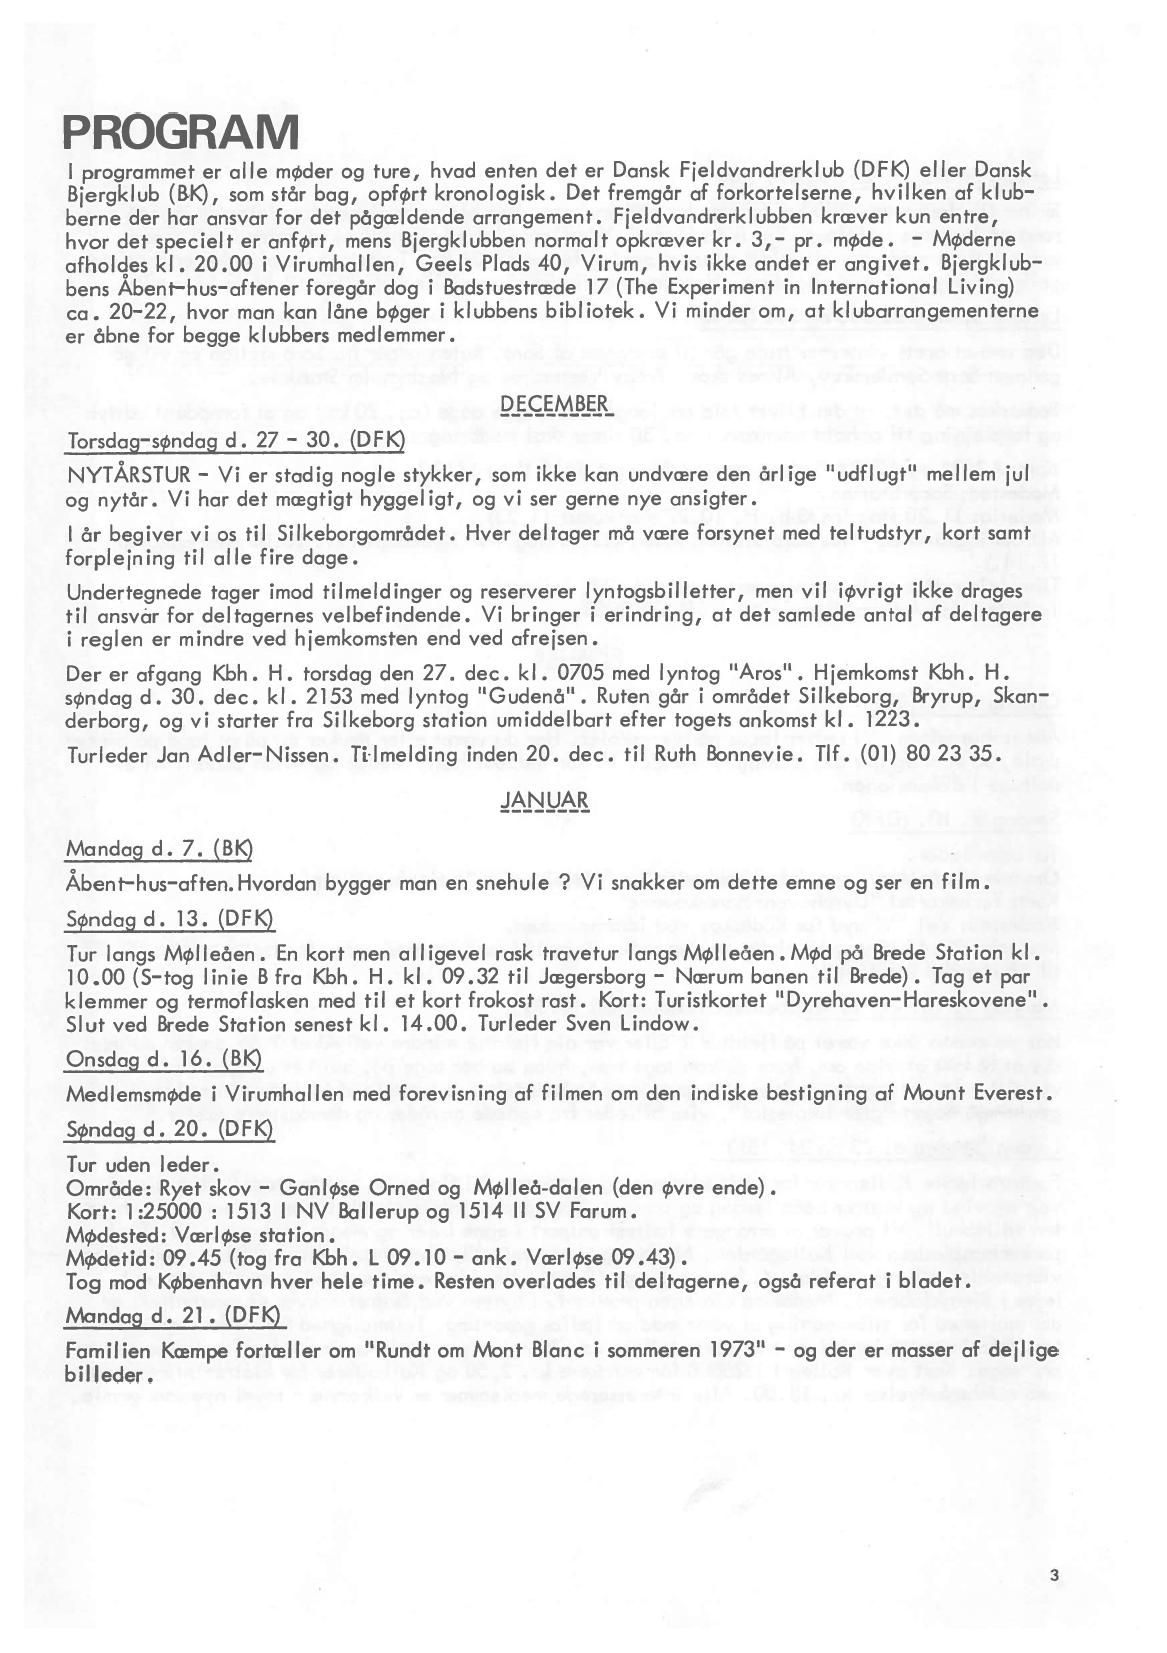 PROGRAM
I programmet er alle møder og ture, hvad enten det er Dansk Fjeldvandrerklub (DFK) eller Dansk
Bjergklub (BK), som står bag, opført kronologisk. Det fremgår af forkortelserne, hvilken af klub-
berne der har ansvar for det pågældende arrangement. Fjeldvandrerklubben kræver kun entre,
hvor det specielt er anført, mens Bjergklubben normalt opkræver kr. 3,- pr. møde. - Møderne
afholdes kl. 20.00 i Virumhallen, Geels Plads 40, Virum, hvis ikke andet er angivet. Bjergklub-
bens Åbent-hus-aftener foregår dog i Badstuestræde 17 (The Experiment in International Living)
ca. 20-22, hvor man kan låne bøger i klubbens bibliotek. Vi minder om, at klubarrangementerne
er åbne for begge klubbers medlemmer.
DECEMBER
Torsdag-søndag d. 27 - 30. (DFK)
NYTÅRSTUR - Vi er stadig nogle stykker, som ikke kan undvære den årlige "udflugt" mellem jul
og nytår. Vi har det mægtigt hyggeligt, og vi ser gerne nye ansigter.
I år begiver vi os til Silkeborgområdet. Hver deltager må være forsynet med teltudstyr, kort samt
forplejning til alle fire dage.
Undertegnede tager imod tilmeldinger og reserverer lyntogsbilletter, men vil iøvrigt ikke drages
til ansvar for deltagernes velbefindende. Vi bringer i erindring, at det samlede antal af deltagere
i reglen er mindre ved hjemkomsten end ved afrejsen.
Der er afgang Kbh. H. torsdag den 27. dec. kl. 0705 med lyntog "Aros". Hjemkomst Kbh. H.
søndag d. 30. dec. kl. 2153 med lyntog "Gudenå". Ruten går i området Silkeborg, Bryrup, Skan-
derborg, og vi starter fra Silkeborg station umiddelbart efter togets ankomst kl. 1223.
Turleder Jan Adler-Nissen. Tilmelding inden 20. dec. til Ruth Bonnevie. Tlf. (01) 80 23 35.
JANUAR
Mandag d. 7. (BK)
Åbent-hus-aften. Hvordan bygger man en snehule ? Vi snakker om dette emne og ser en film.
Søndag d. 13. (DFK)
Tur langs Mølleåen. En kort men alligevel rask travetur langs Mølleåen. Mød på Brede Station kl.
10.00 (S-tog linie B fra Kbh. H. kl. 09.32 til Jægersborg - Nærum banen til Brede). Tag et par
klemmer og termoflasken med til et kort frokost rast. Kort: Turistkortet "Dyrehaven-Hareskovene".
Slut ved Brede Station senest kl. 14.00. Turleder Sven Lindow.
Onsdag d. 16. (BK)
Medlemsmøde i Virumhallen med forevisning af filmen om den indiske bestigning af Mount Everest.
Søndag d. 20. (DFK)
Tur uden leder.
Område: Ryet skov - Ganløse Orned og Mølleå-dalen (den øvre ende).
Kort: 1:25000 : 1513 I NV Ballerup og 1514 II SV Farum.
Mødested: Værløse station.
Mødetid: 09.45 (tog fra Kbh. L 09.10 - ank. Værløse 09.43).
Tog mod København hver hele time. Resten overlades til deltagerne, også referat i bladet.
Mandag d. 21. (DFK)
Familien Kæmpe fortæller om "Rundt om Mont Blanc i sommeren 1973" - og der er masser af dejlige
billeder.
3